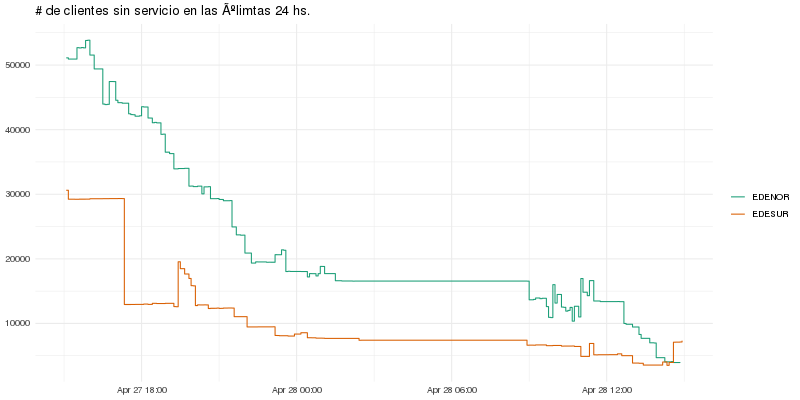 # de clientes sin servicio en las Ãºlimtas 24 hs.
50000
40000
30000
20000
10000
EDENOR
EDESUR
Apr 27 18:00
Apr 28 00:00
Apr 28 06:00
Apr 28 12:00